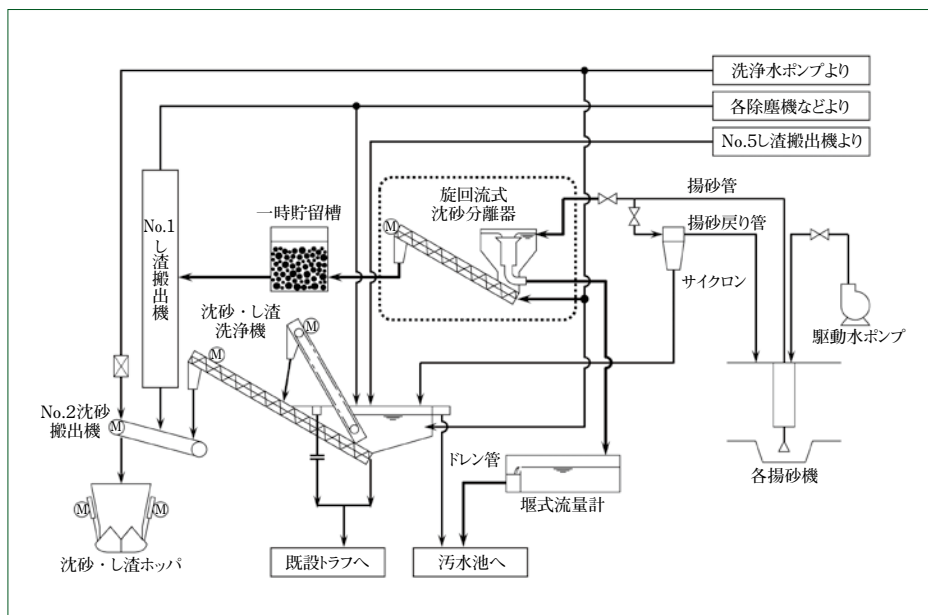 洗浄水ポンプより
各除塵機などより
No.5し渣搬出機より
旋回流式
沈砂分離器
揚砂管
揚砂戻り管
一時貯留槽
M
No.1
し渣搬出機
サイクロン
駆動水ポンプ
沈砂・し渣
洗浄機
M
M
No.2沈砂
搬出機
M
ドレン管
堰式流量計
各揚砂機
M
M
沈砂・し渣ホッパ
既設トラフへ
汚水池へ